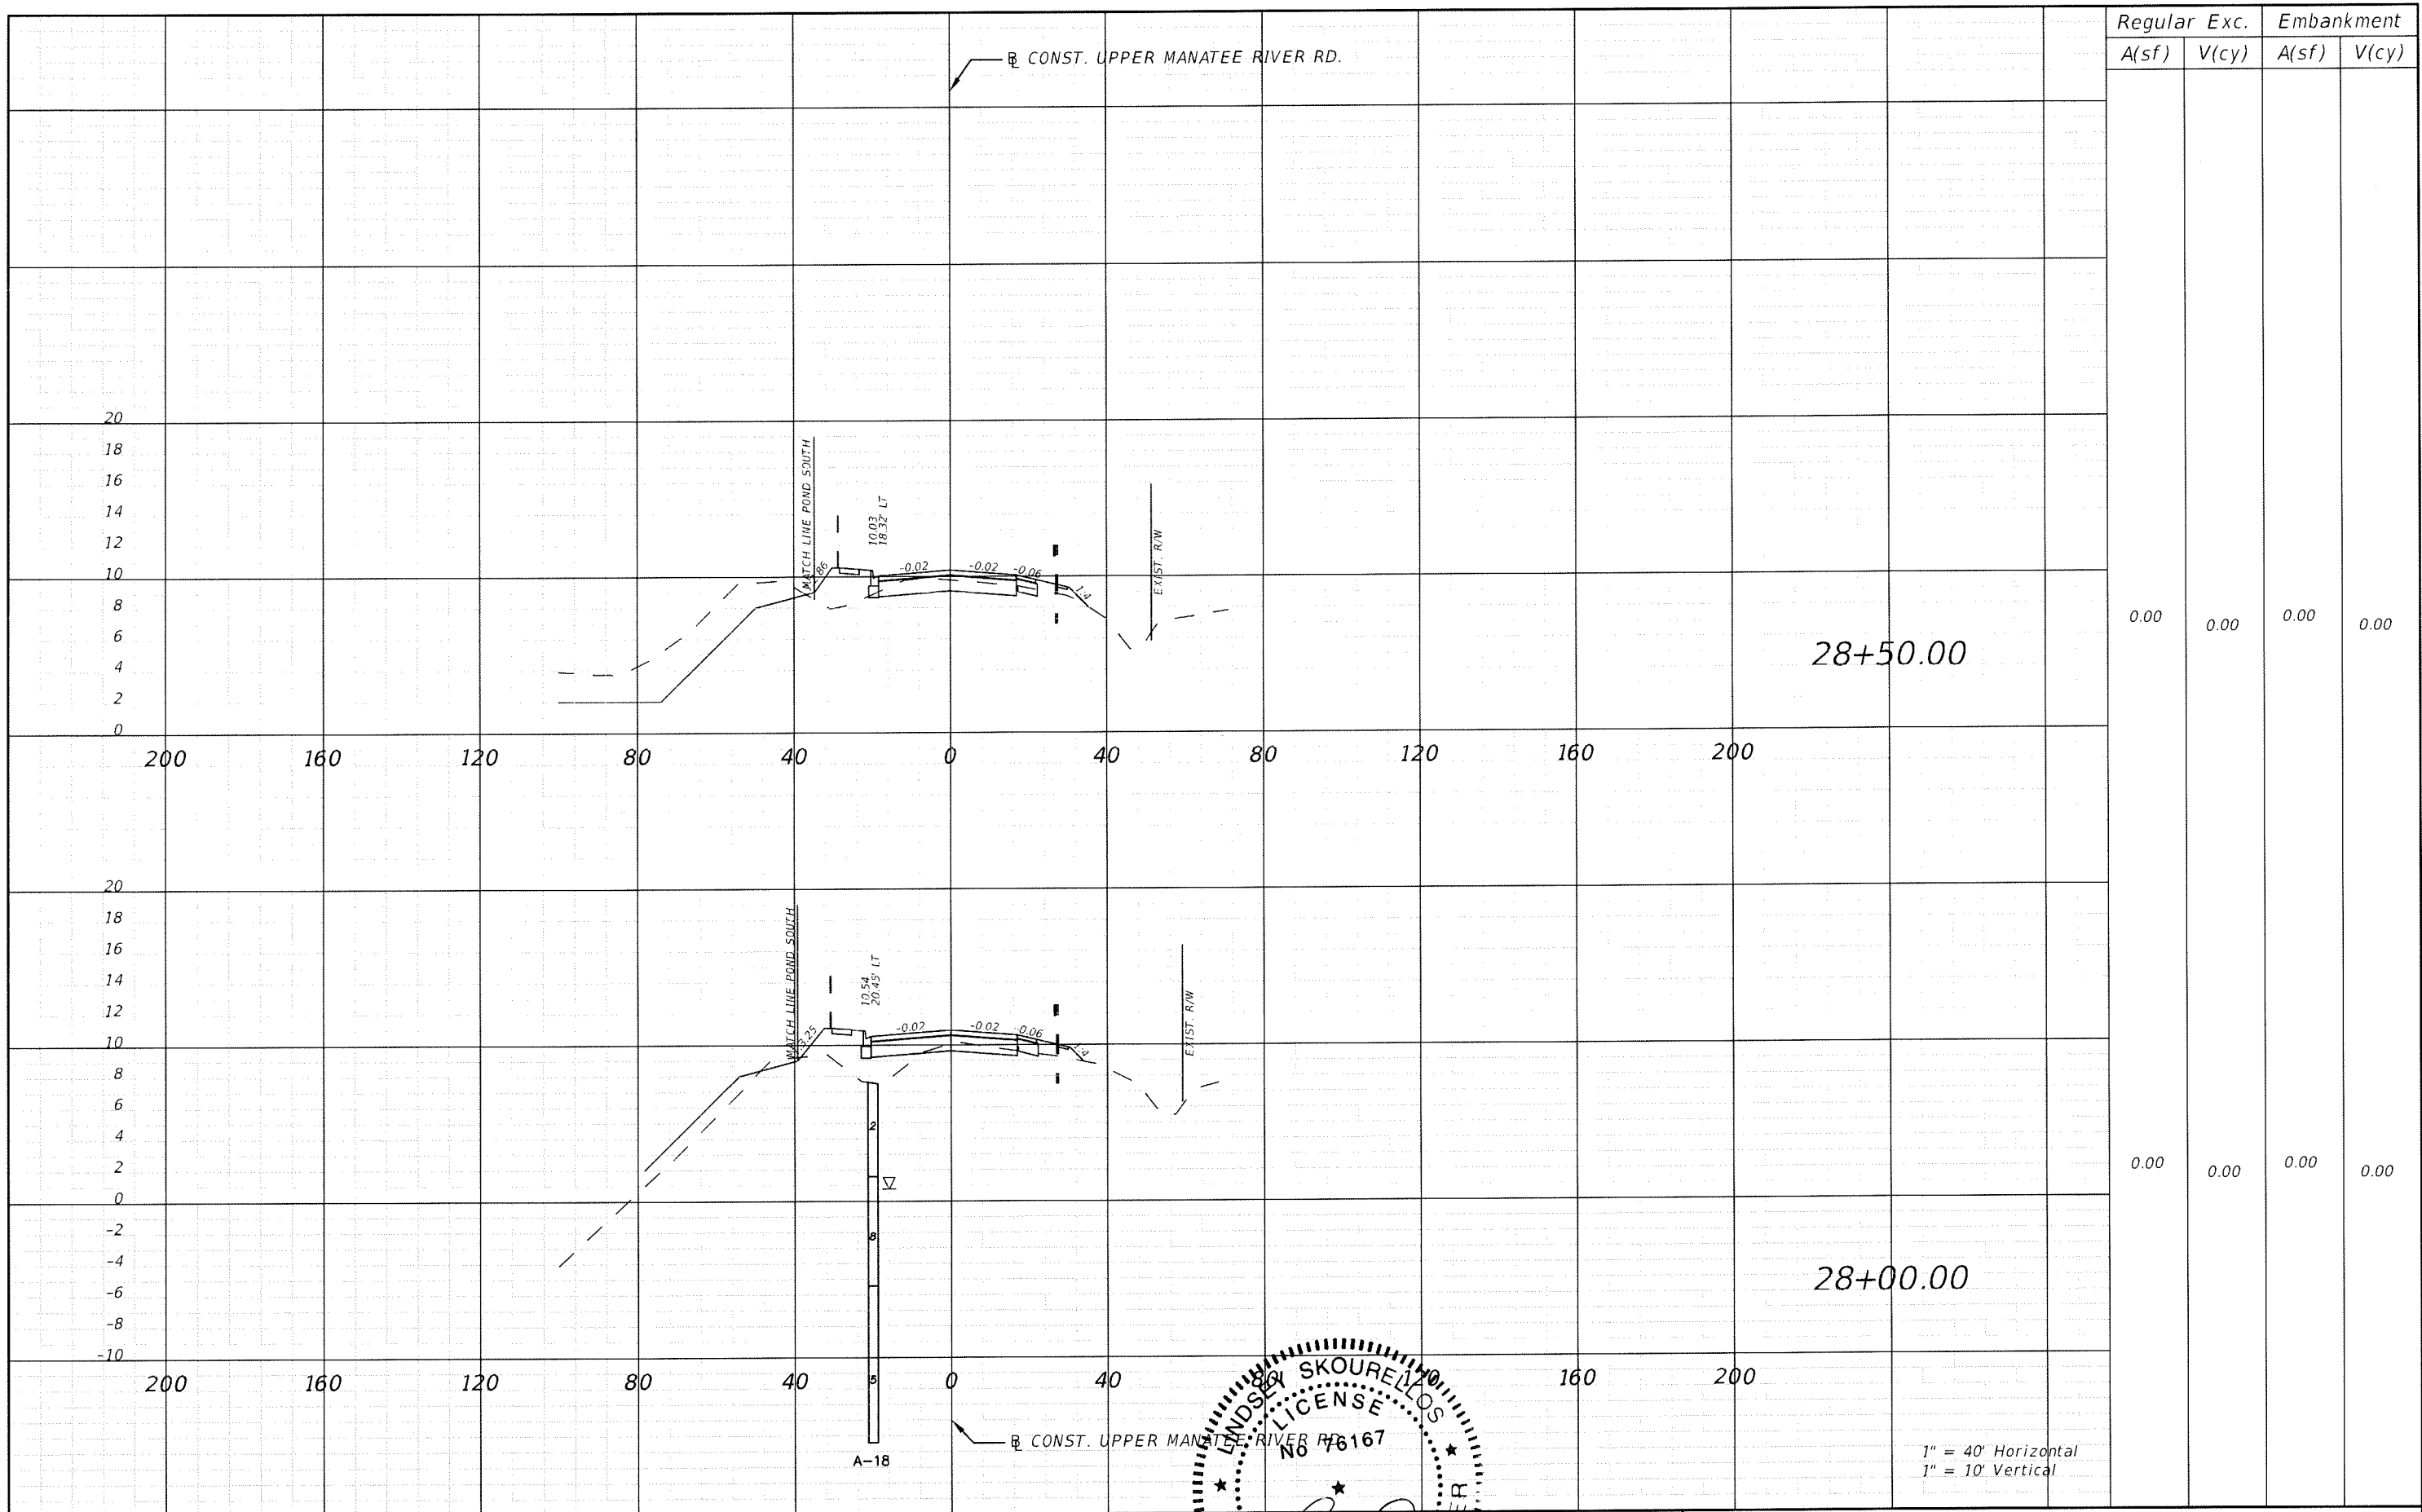 Regular Exc. Embankment
A(sf) V(cy) A(sf) V(cy)
℄ CONST. UPPER MANATEE RIVER RD.
20
18
16
14
12
10
8
6
4
2
0
MATCH LINE POND SOUTH
10.03
18.32' LT
-0.02 -0.02 -0.06
1:4
EXIST. R/W
28+50.00
0.00 0.00 0.00 0.00
200 160 120 80 40 0 40 80 120 160 200
20
18
16
14
12
10
8
6
4
2
0
-2
-4
-6
-8
-10
MATCH LINE POND SOUTH
10.54
20.45' LT
-0.02 -0.02 -0.06
1:4
EXIST. R/W
2
8
5
A-18
28+00.00
0.00 0.00 0.00 0.00
200 160 120 80 40 0 40 80 120 160 200
℄ CONST. UPPER MANATEE RIVER RD.
LINDSEY SKOURELLOS
LICENSE
No 76167
1" = 40' Horizontal
1" = 10' Vertical